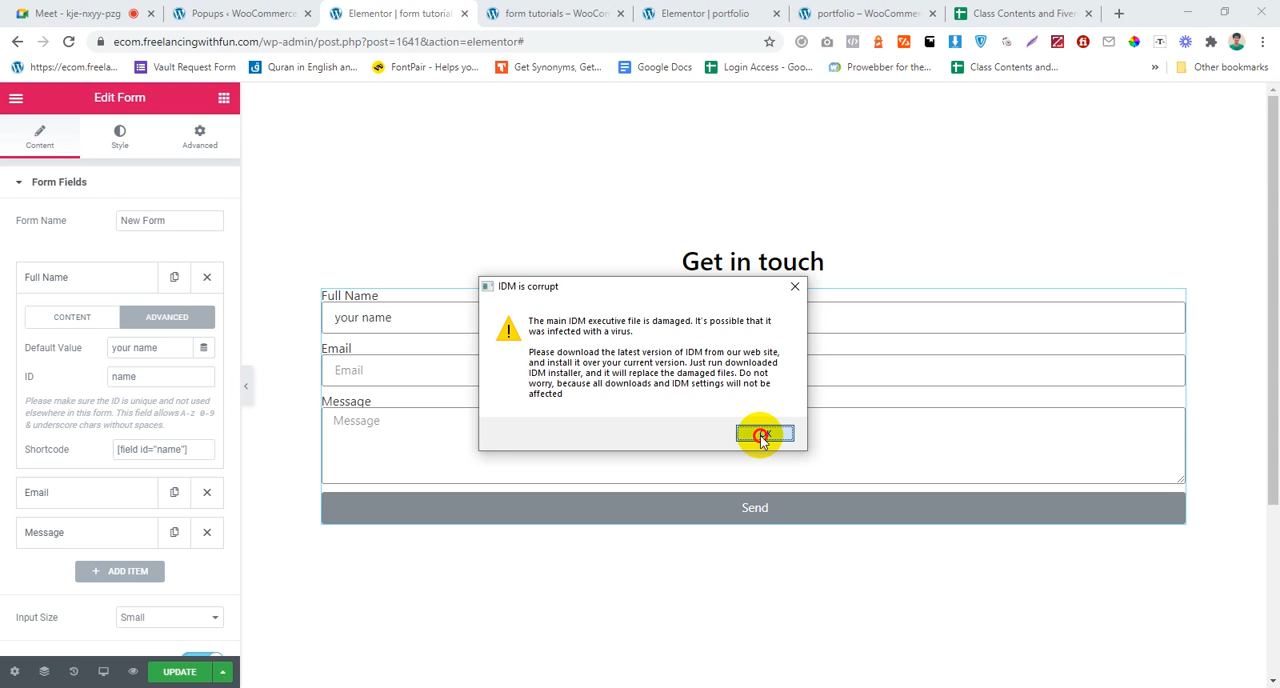 Meet - kje-nxyy-pzg
Popups ‹ WooCommerce
Elementor | form tutorial
form tutorials – WooCom
Elementor | portfolio
portfolio – WooCommerc
Class Contents and Fiver
ecom.freelancingwithfun.com/wp-admin/post.php?post=1641&action=elementor#
https://ecom.freela...
Vault Request Form
Quran in English an...
FontPair - Helps yo...
Get Synonyms, Get...
Google Docs
Login Access - Goo...
Prowebber for the...
Class Contents and...
»
Other bookmarks
Edit Form
Content
Style
Advanced
Form Fields
Form Name
New Form
Full Name
CONTENT
ADVANCED
Default Value
your name
ID
name
Please make sure the ID is unique and not used
elsewhere in this form. This field allows A-z 0-9
& underscore chars without spaces.
Shortcode
[field id="name"]
Email
Message
+ ADD ITEM
Input Size
Small
UPDATE
Get in touch
Full Name
your name
Email
Email
Message
Message
Send
IDM is corrupt
The main IDM executive file is damaged. It's possible that it
was infected with a virus.
Please download the latest version of IDM from our web site,
and install it over your current version. Just run downloaded
IDM installer, and it will replace the damaged files. Do not
worry, because all downloads and IDM settings will not be
affected